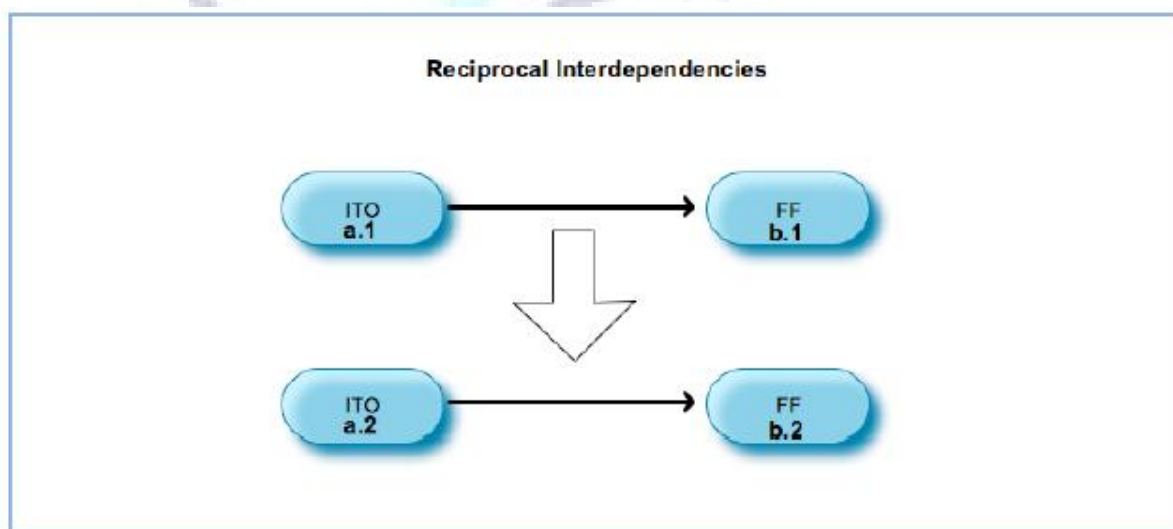 Reciprocal Interdependencies
ITO
a.1
FF
b.1
ITO
a.2
FF
b.2